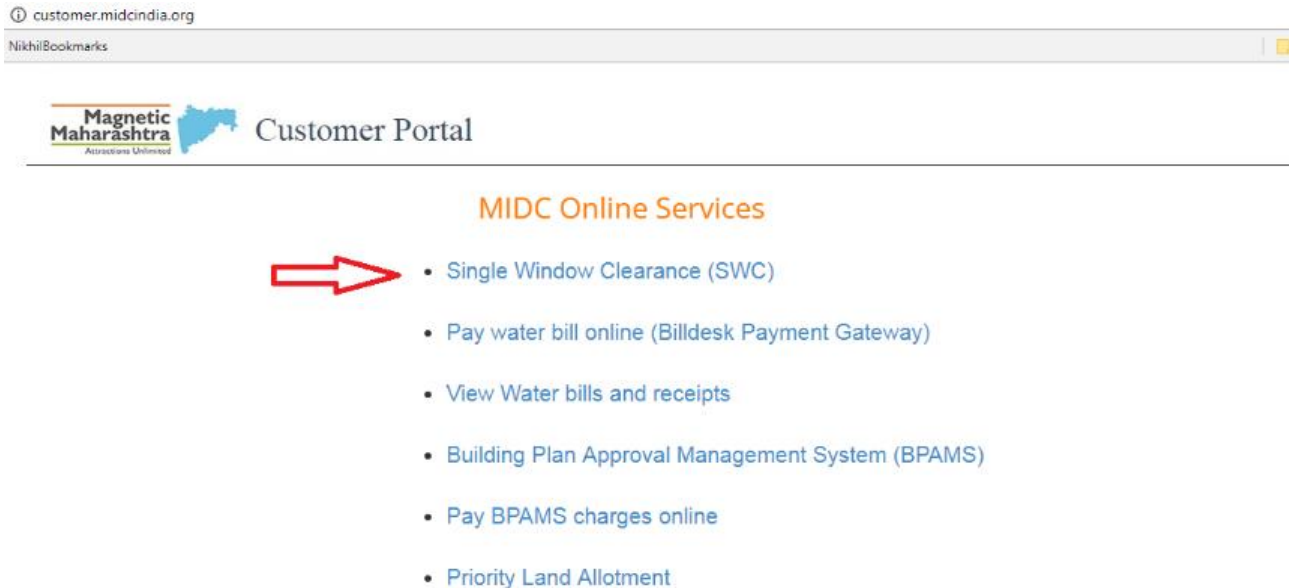 customer.midcindia.org
NikhilBookmarks
Magnetic
Maharashtra
Attractions Unlimited
Customer Portal
MIDC Online Services
• Single Window Clearance (SWC)
• Pay water bill online (Billdesk Payment Gateway)
• View Water bills and receipts
• Building Plan Approval Management System (BPAMS)
• Pay BPAMS charges online
• Priority Land Allotment